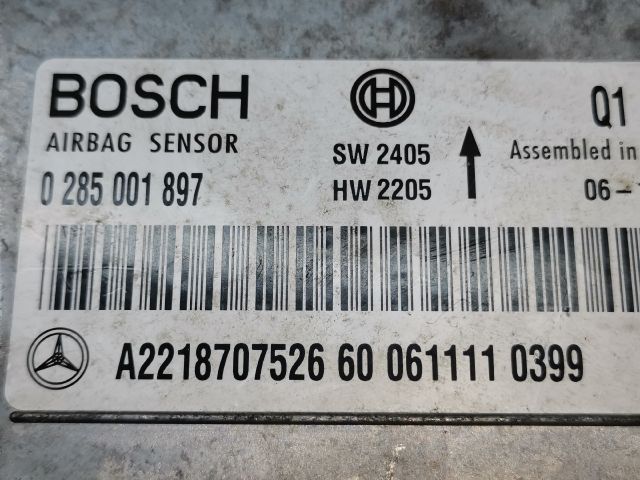 BOSCH
AIRBAG SENSOR
0 285 001 897
SW 2405
HW 2205
Q1
Assembled in
06-
A2218707526 60 061111 0399